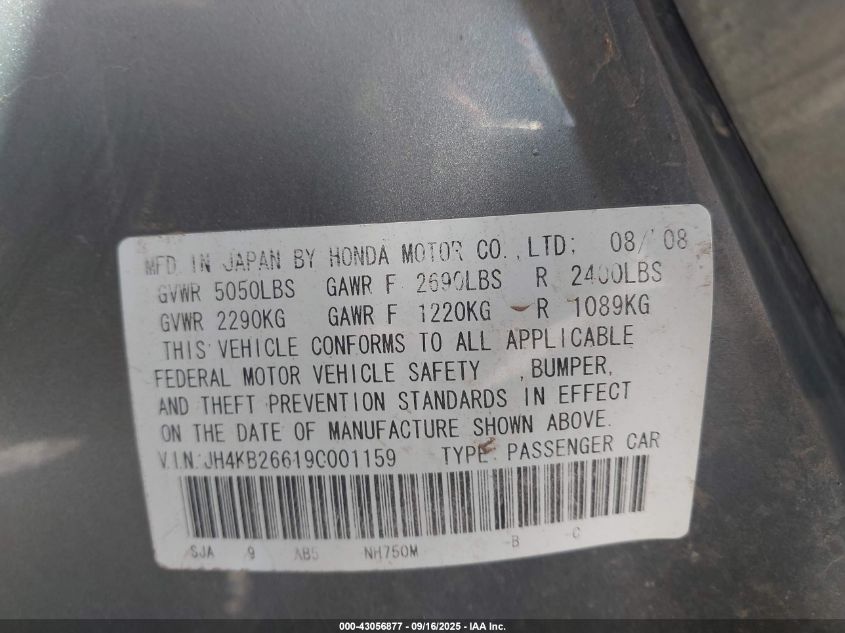 MFD. IN JAPAN BY HONDA MOTOR CO., LTD. 08/'08
GVWR 5050LBS GAWR F 2690LBS R 2400LBS
GVWR 2290KG GAWR F 1220KG R 1089KG
THIS VEHICLE CONFORMS TO ALL APPLICABLE
FEDERAL MOTOR VEHICLE SAFETY , BUMPER,
AND THEFT PREVENTION STANDARDS IN EFFECT
ON THE DATE OF MANUFACTURE SHOWN ABOVE.
V.I.N: JH4KB26619C001159 TYPE: PASSENGER CAR
SJA 9 AB5 NH750M -B -C
000-43056877 - 09/16/2025 - IAA Inc.